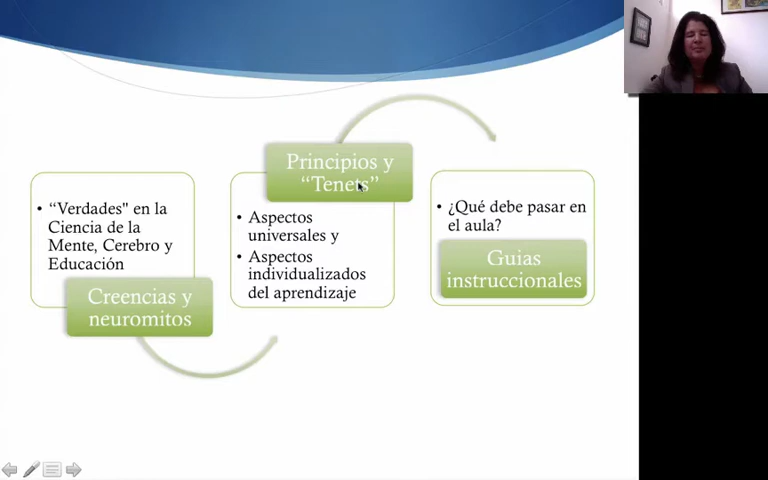 • “Verdades" en la
Ciencia de la
Mente, Cerebro y
Educación
Creencias y
neuromitos
Principios y
“Tenets”
• Aspectos
universales y
• Aspectos
individualizados
del aprendizaje
• ¿Qué debe pasar en
el aula?
Guias
instruccionales